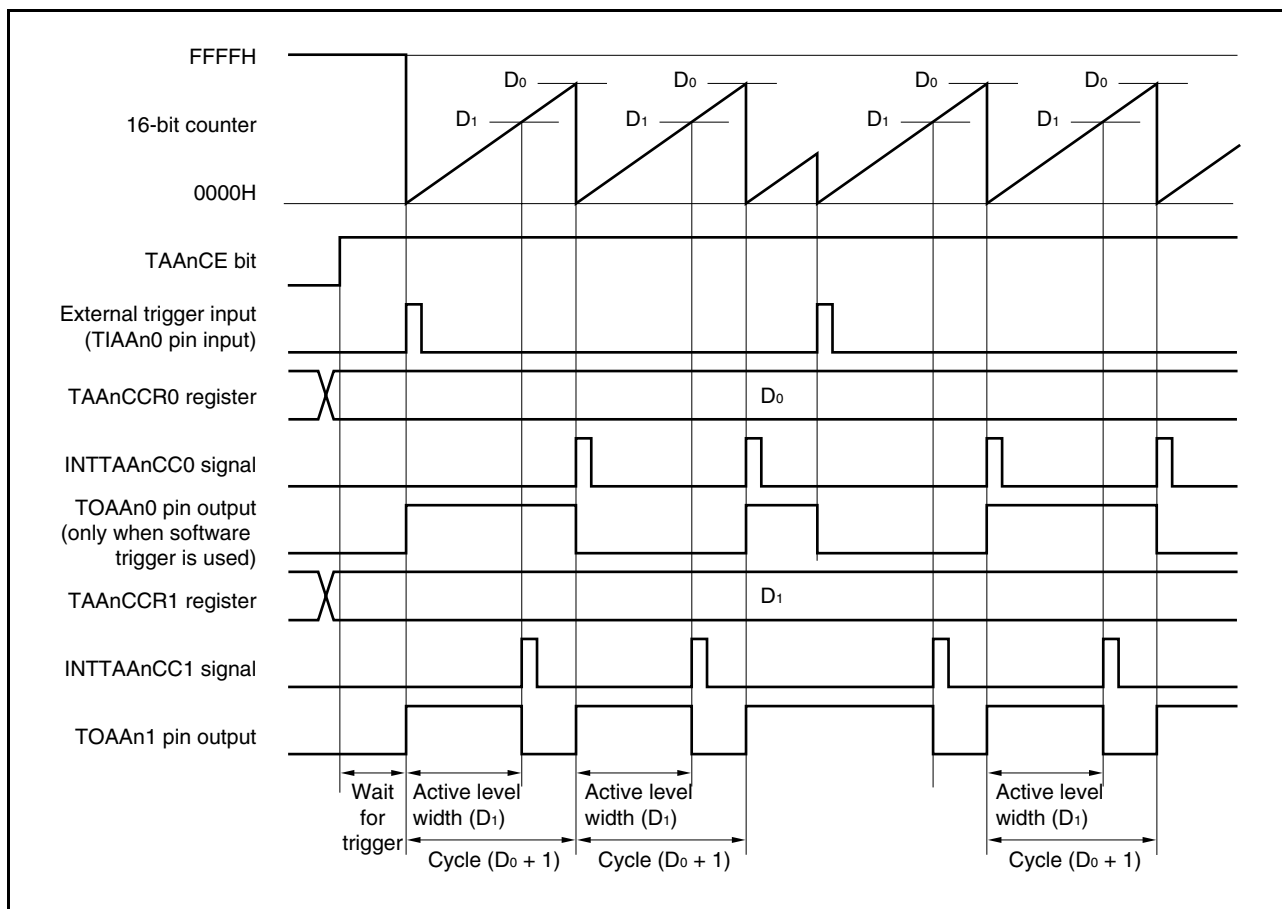 FFFFH
D0
D0
D0
D0
16-bit counter
D1
D1
D1
D1
0000H
TAAnCE bit
External trigger input
(TIAAn0 pin input)
TAAnCCR0 register
D0
INTTAAnCC0 signal
TOAAn0 pin output
(only when software
trigger is used)
TAAnCCR1 register
D1
INTTAAnCC1 signal
TOAAn1 pin output
Wait
for
trigger
Active level
width (D1)
Cycle (D0 + 1)
Active level
width (D1)
Cycle (D0 + 1)
Active level
width (D1)
Cycle (D0 + 1)